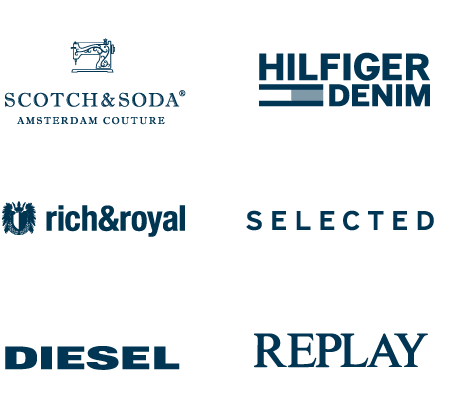 SCOTCH & SODA®
AMSTERDAM COUTURE
HILFIGER
DENIM
rich&royal
SELECTED
DIESEL
REPLAY